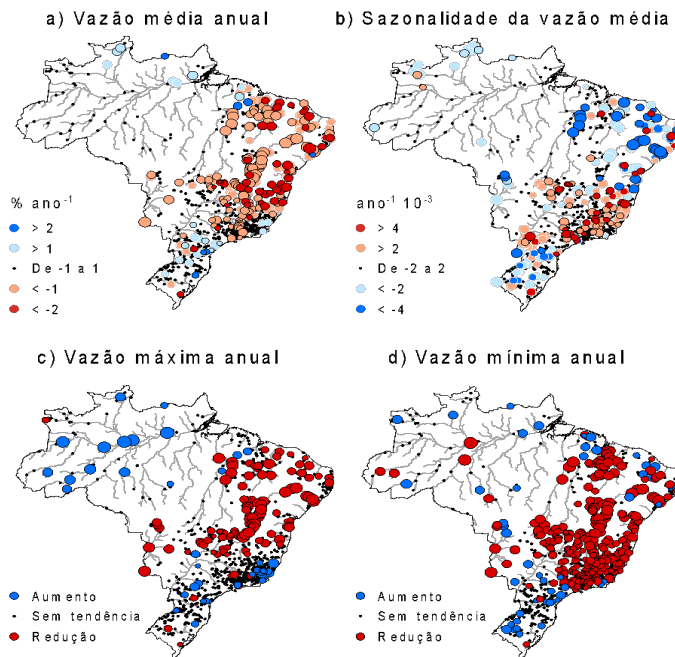 a) Vazão média anual
b) Sazonalidade da vazão média
% ano⁻¹
> 2
> 1
De -1 a 1
< -1
< -2
ano⁻¹ 10⁻³
> 4
> 2
De -2 a 2
< -2
< -4
c) Vazão máxima anual
d) Vazão mínima anual
Aumento
Sem tendência
Redução
Aumento
Sem tendência
Redução